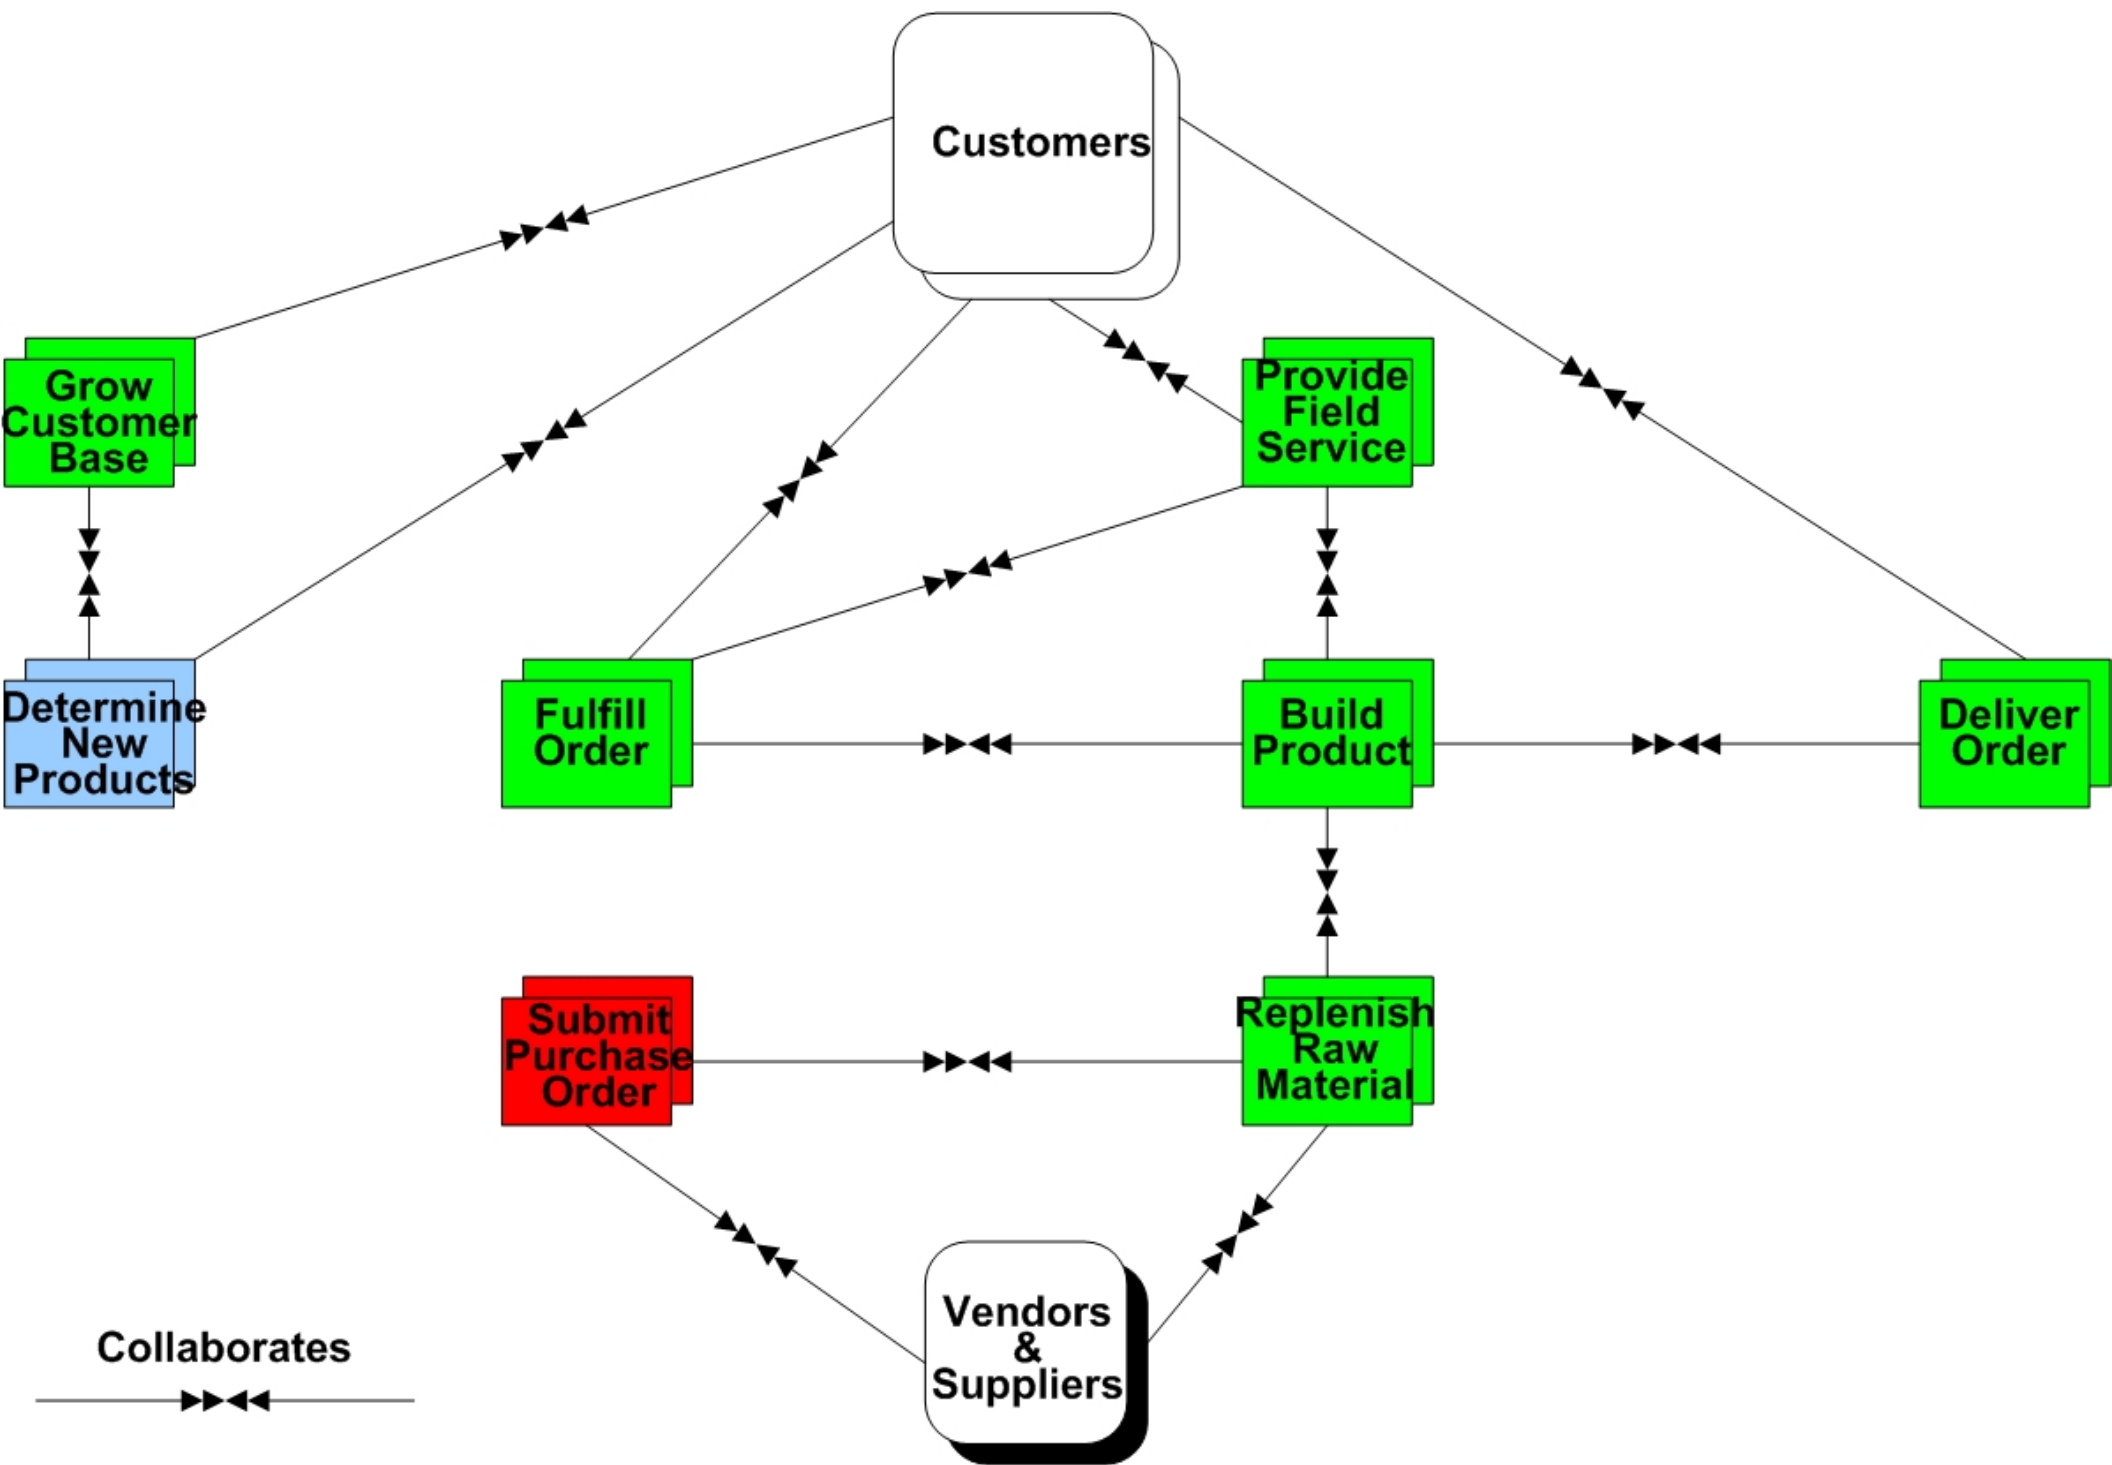 Customers
Grow
Customer
Base
Provide
Field
Service
Determine
New
Products
Fulfill
Order
Build
Product
Deliver
Order
Submit
Purchase
Order
Replenish
Raw
Material
Vendors
&
Suppliers
Collaborates